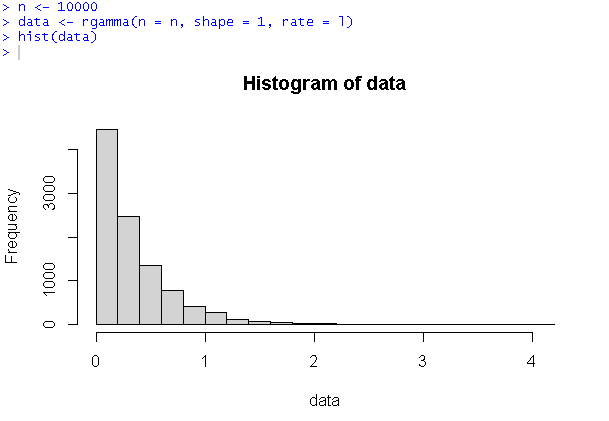 > n <- 10000
> data <- rgamma(n = n, shape = 1, rate = l)
> hist(data)
>
Histogram of data
Frequency
3000
1000
0
0 1 2 3 4
data